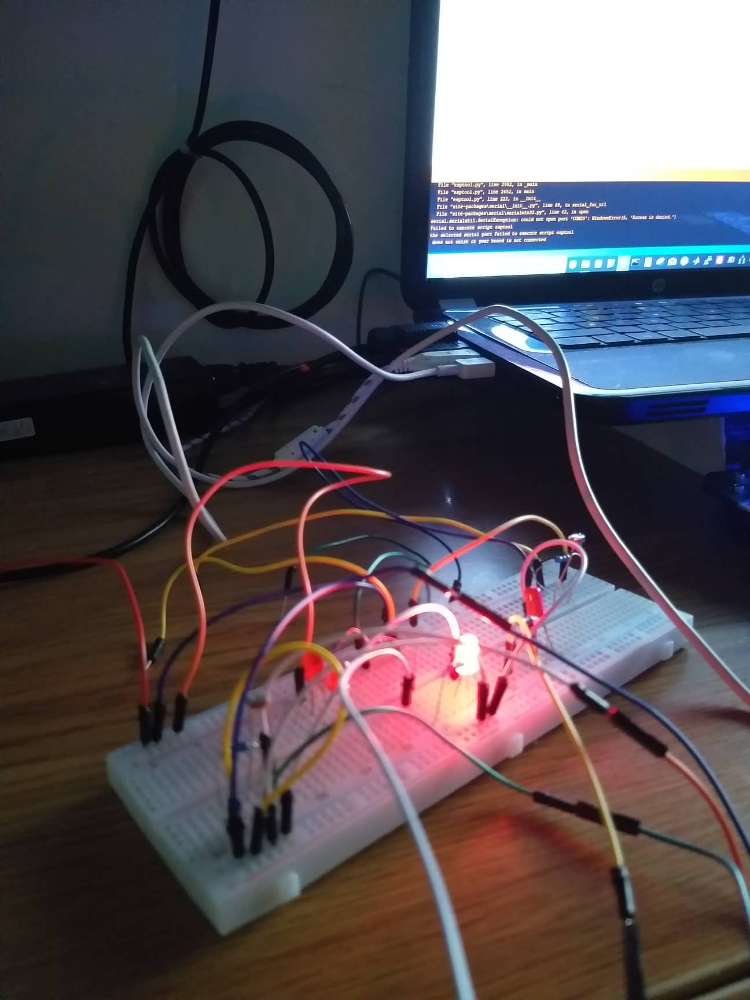 File "esptool.py", line 2952, in _main
File "esptool.py", line 2652, in main
File "esptool.py", line 222, in __init__
File "site-packages\serial\__init__.py", line 88, in serial_for_url
File "site-packages\serial\serialwin32.py", line 62, in open
serial.serialutil.SerialException: could not open port 'COM20': WindowsError(5, 'Access is denied.')
Failed to execute script esptool
the selected serial port Failed to execute script esptool
does not exist or your board is not connected
hp